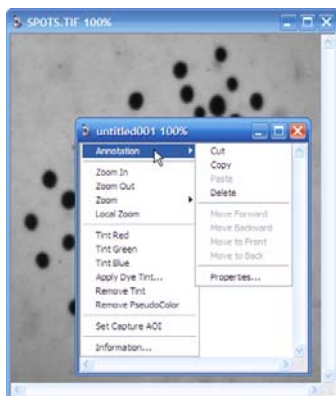 SPOTS.TIF 100%
untitled001 100%
Annotation
Zoom In
Zoom Out
Zoom
Local Zoom
Tint Red
Tint Green
Tint Blue
Apply Dye Tint...
Remove Tint
Remove PseudoColor
Set Capture AOI
Information...
Cut
Copy
Paste
Delete
Move Forward
Move Backward
Move to Front
Move to Back
Properties...